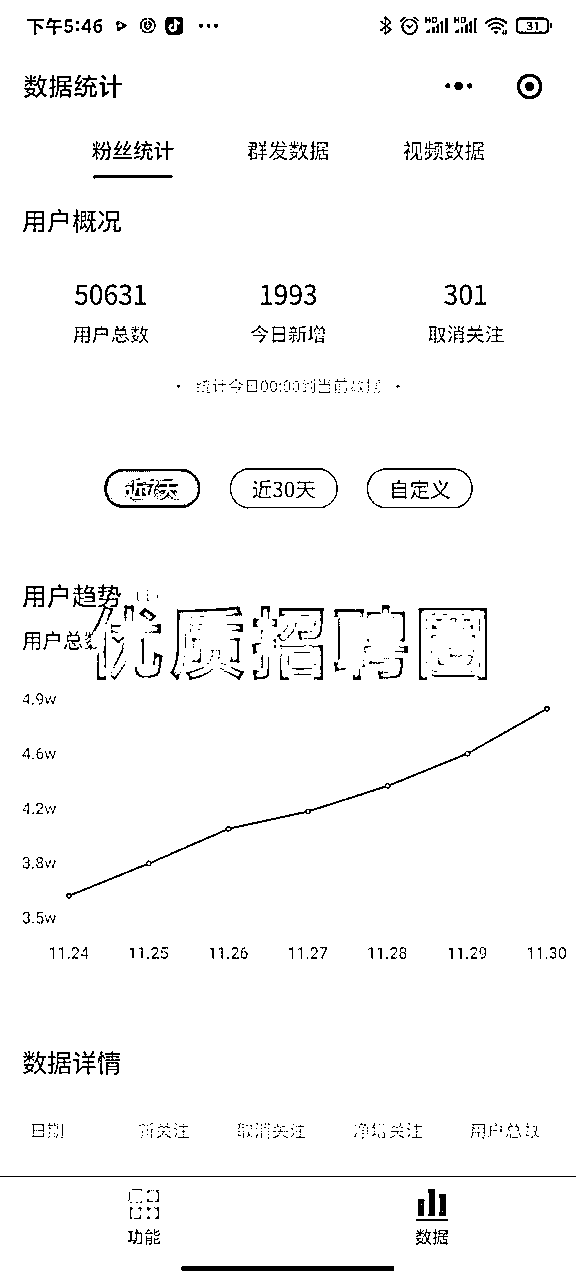 下午5:46 31
数据统计
粉丝统计 群发数据 视频数据
用户概况
50631 1993 301
用户总数 今日新增 取消关注
统计今日00:00到当前数据
近7天 近30天 自定义
用户趋势
优质招聘圈
用户总数
4.9w
4.6w
4.2w
3.8w
3.5w
11.24 11.25 11.26 11.27 11.28 11.29 11.30
数据详情
日期 新关注 取消关注 净增关注 用户总数
功能 数据